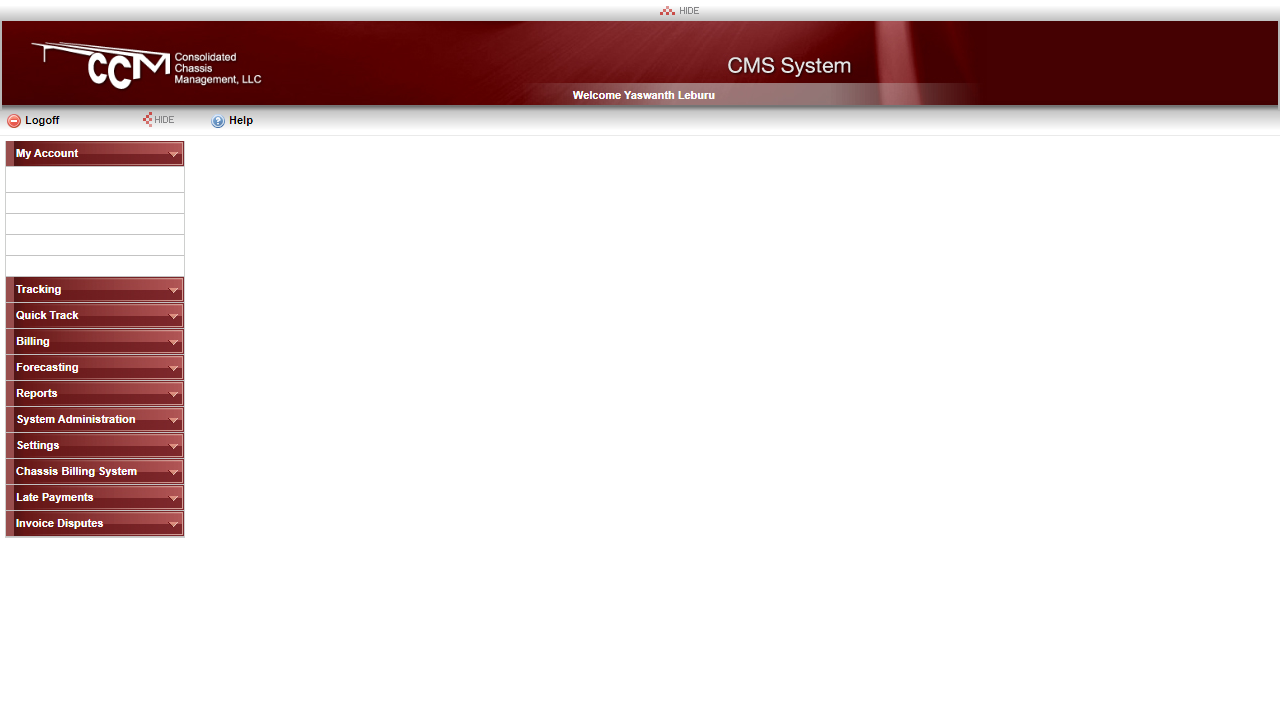 HIDE
CCM
Consolidated
Chassis
Management, LLC
CMS System
Welcome Yaswanth Leburu
Logoff
HIDE
Help
My Account
Tracking
Quick Track
Billing
Forecasting
Reports
System Administration
Settings
Chassis Billing System
Late Payments
Invoice Disputes